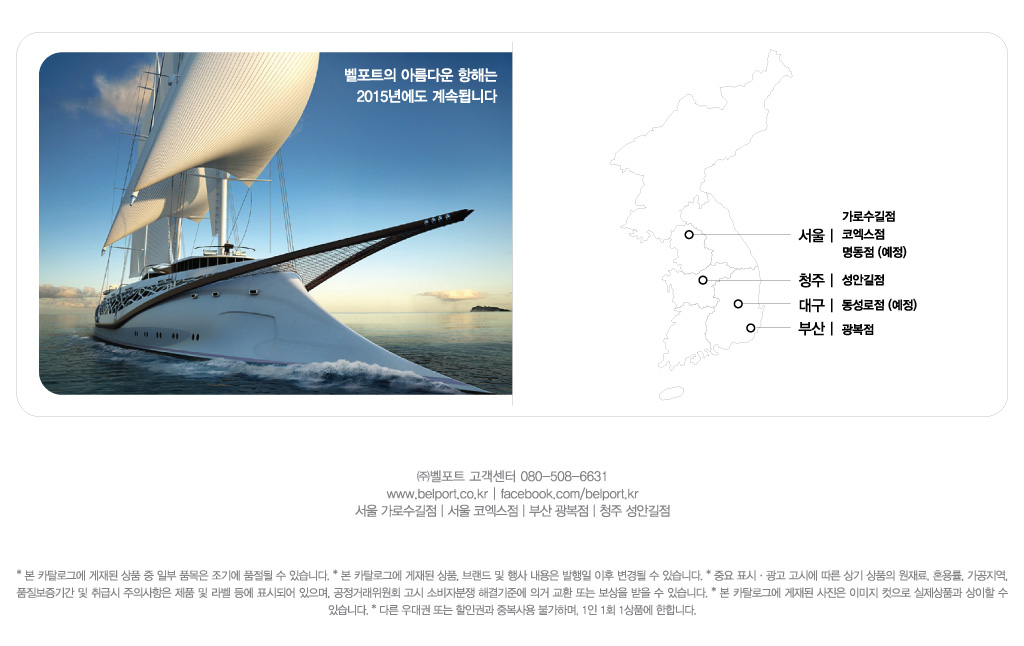 벨포트의 아름다운 항해는
2015년에도 계속됩니다
가로수길점
서울 | 코엑스점
명동점 (예정)
청주 | 성안길점
대구 | 동성로점 (예정)
부산 | 광복점
㈜벨포트 고객센터 080-508-6631
www.belport.co.kr | facebook.com/belport.kr
서울 가로수길점 | 서울 코엑스점 | 부산 광복점 | 청주 성안길점
* 본 카탈로그에 게재된 상품 중 일부 품목은 조기에 품절될 수 있습니다. * 본 카탈로그에 게재된 상품, 브랜드 및 행사 내용은 발행일 이후 변경될 수 있습니다. * 중요 표시 · 광고 고시에 따른 상기 상품의 원재료, 혼용률, 가공지역,
품질보증기간 및 취급시 주의사항은 제품 및 라벨 등에 표시되어 있으며, 공정거래위원회 고시 소비자분쟁 해결기준에 의거 교환 또는 보상을 받을 수 있습니다. * 본 카탈로그에 게재된 사진은 이미지 컷으로 실제상품과 상이할 수
있습니다. * 다른 우대권 또는 할인권과 중복사용 불가하며, 1인 1회 1상품에 한합니다.